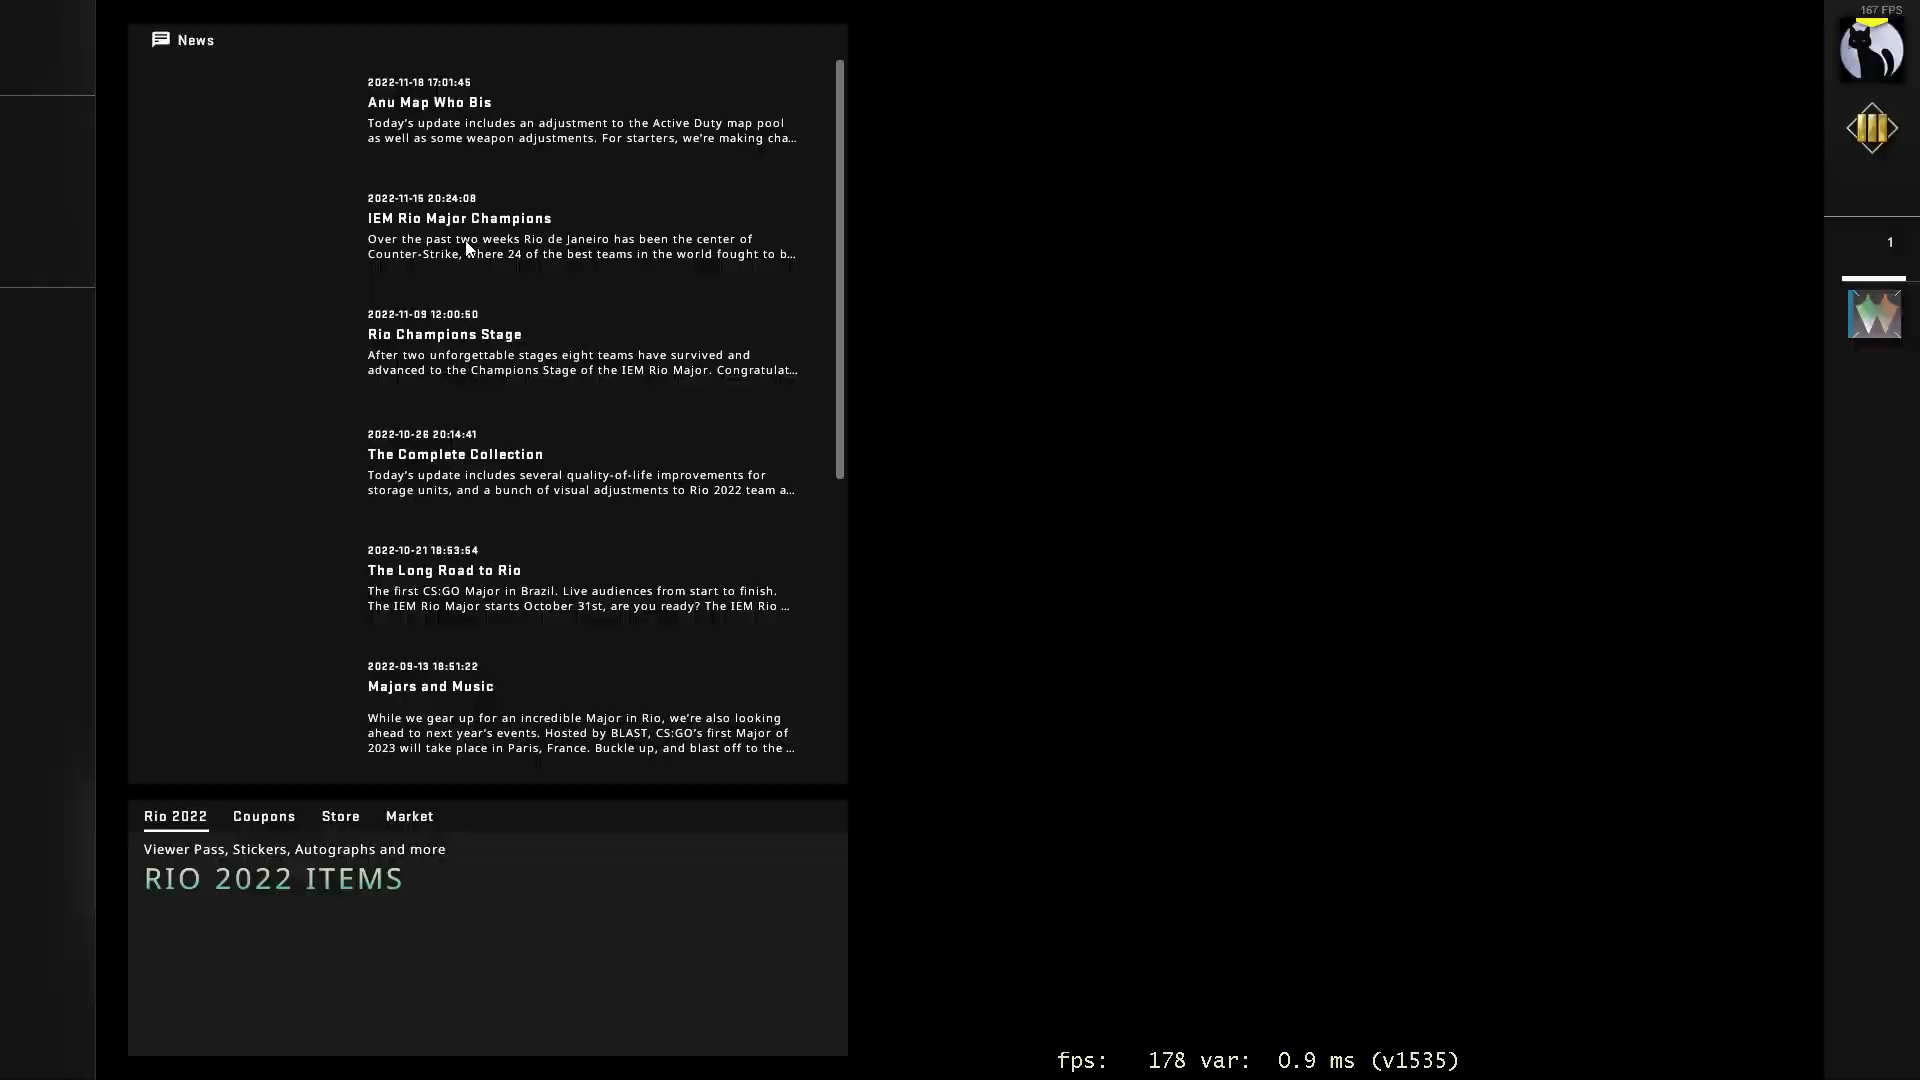 167 FPS
News
2022-11-18 17:01:45
Anu Map Who Bis
Today's update includes an adjustment to the Active Duty map pool
as well as some weapon adjustments. For starters, we're making cha...
2022-11-15 20:24:08
IEM Rio Major Champions
Over the past two weeks Rio de Janeiro has been the center of
Counter-Strike, where 24 of the best teams in the world fought to b...
2022-11-09 12:00:50
Rio Champions Stage
After two unforgettable stages eight teams have survived and
advanced to the Champions Stage of the IEM Rio Major. Congratulat...
2022-10-26 20:14:41
The Complete Collection
Today's update includes several quality-of-life improvements for
storage units, and a bunch of visual adjustments to Rio 2022 team a...
2022-10-21 18:53:54
The Long Road to Rio
The first CS:GO Major in Brazil. Live audiences from start to finish.
The IEM Rio Major starts October 31st, are you ready? The IEM Rio ...
2022-09-13 18:51:22
Majors and Music
While we gear up for an incredible Major in Rio, we're also looking
ahead to next year's events. Hosted by BLAST, CS:GO's first Major of
2023 will take place in Paris, France. Buckle up, and blast off to the ...
Rio 2022 Coupons Store Market
Viewer Pass, Stickers, Autographs and more
RIO 2022 ITEMS
1
fps: 178 var: 0.9 ms (v1535)